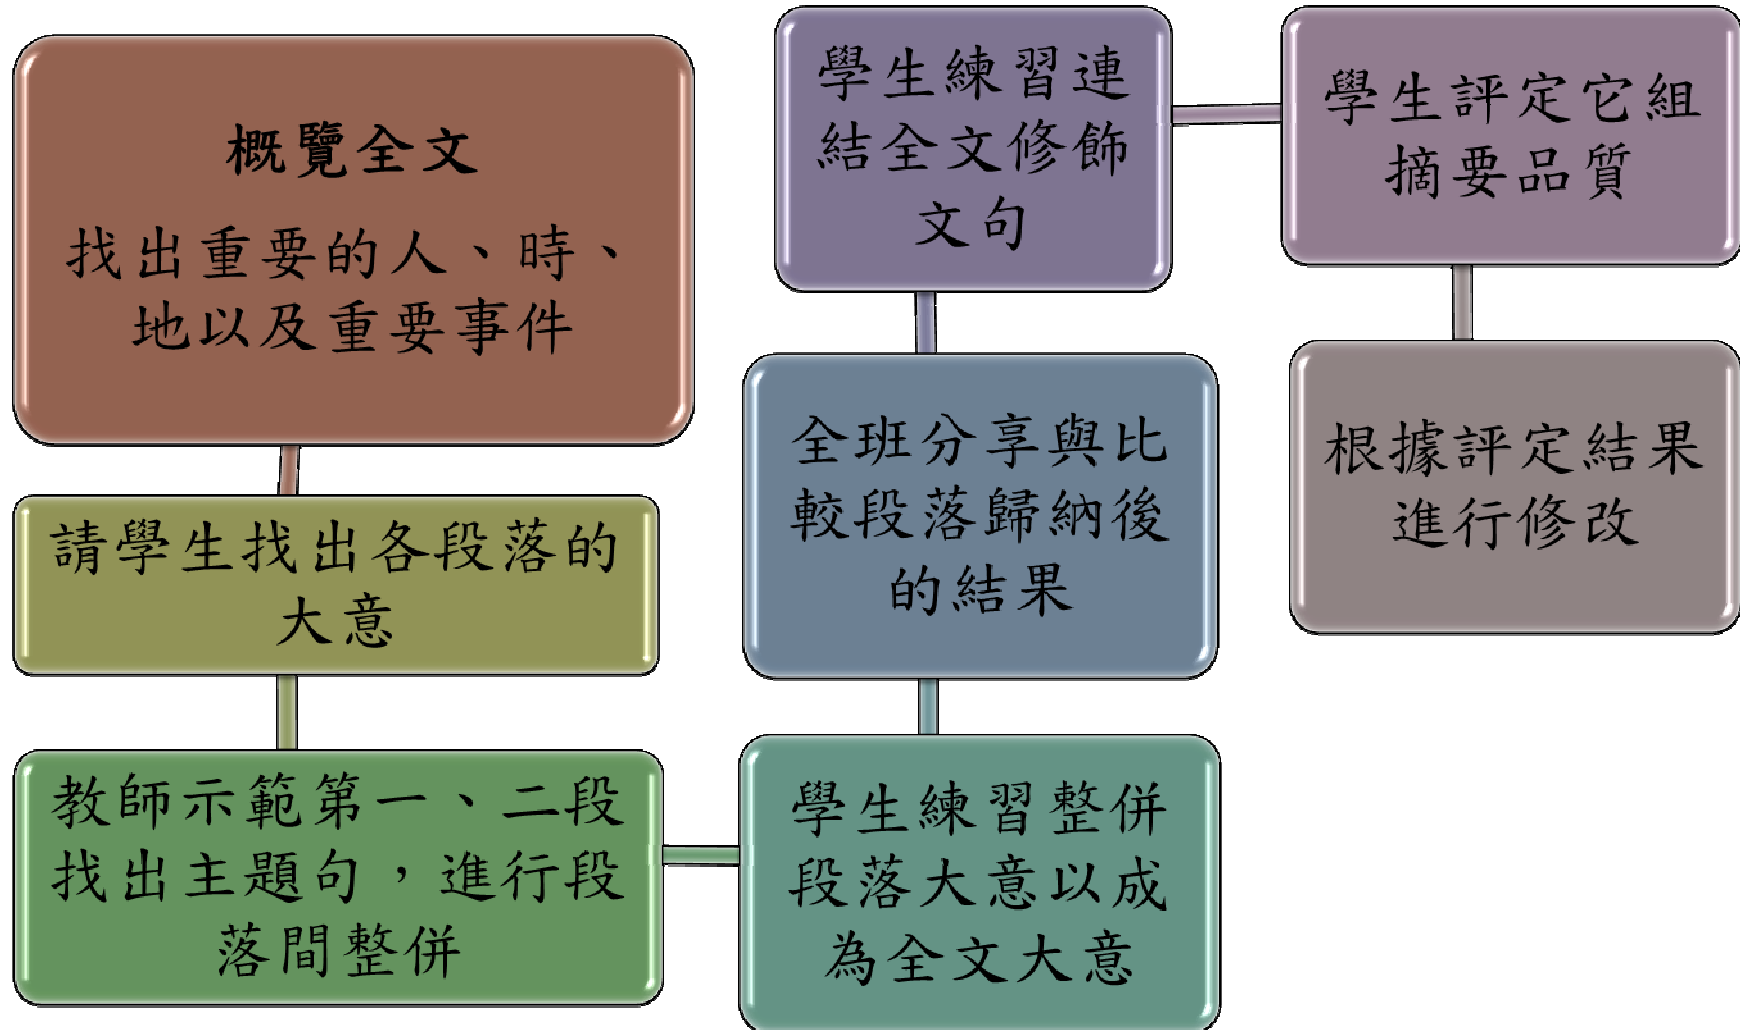 概覽全文
找出重要的人、時、
地以及重要事件
請學生找出各段落的
大意
教師示範第一、二段
找出主題句，進行段
落間整併
學生練習整併
段落大意以成
為全文大意
全班分享與比
較段落歸納後
的結果
學生練習連
結全文修飾
文句
學生評定它組
摘要品質
根據評定結果
進行修改